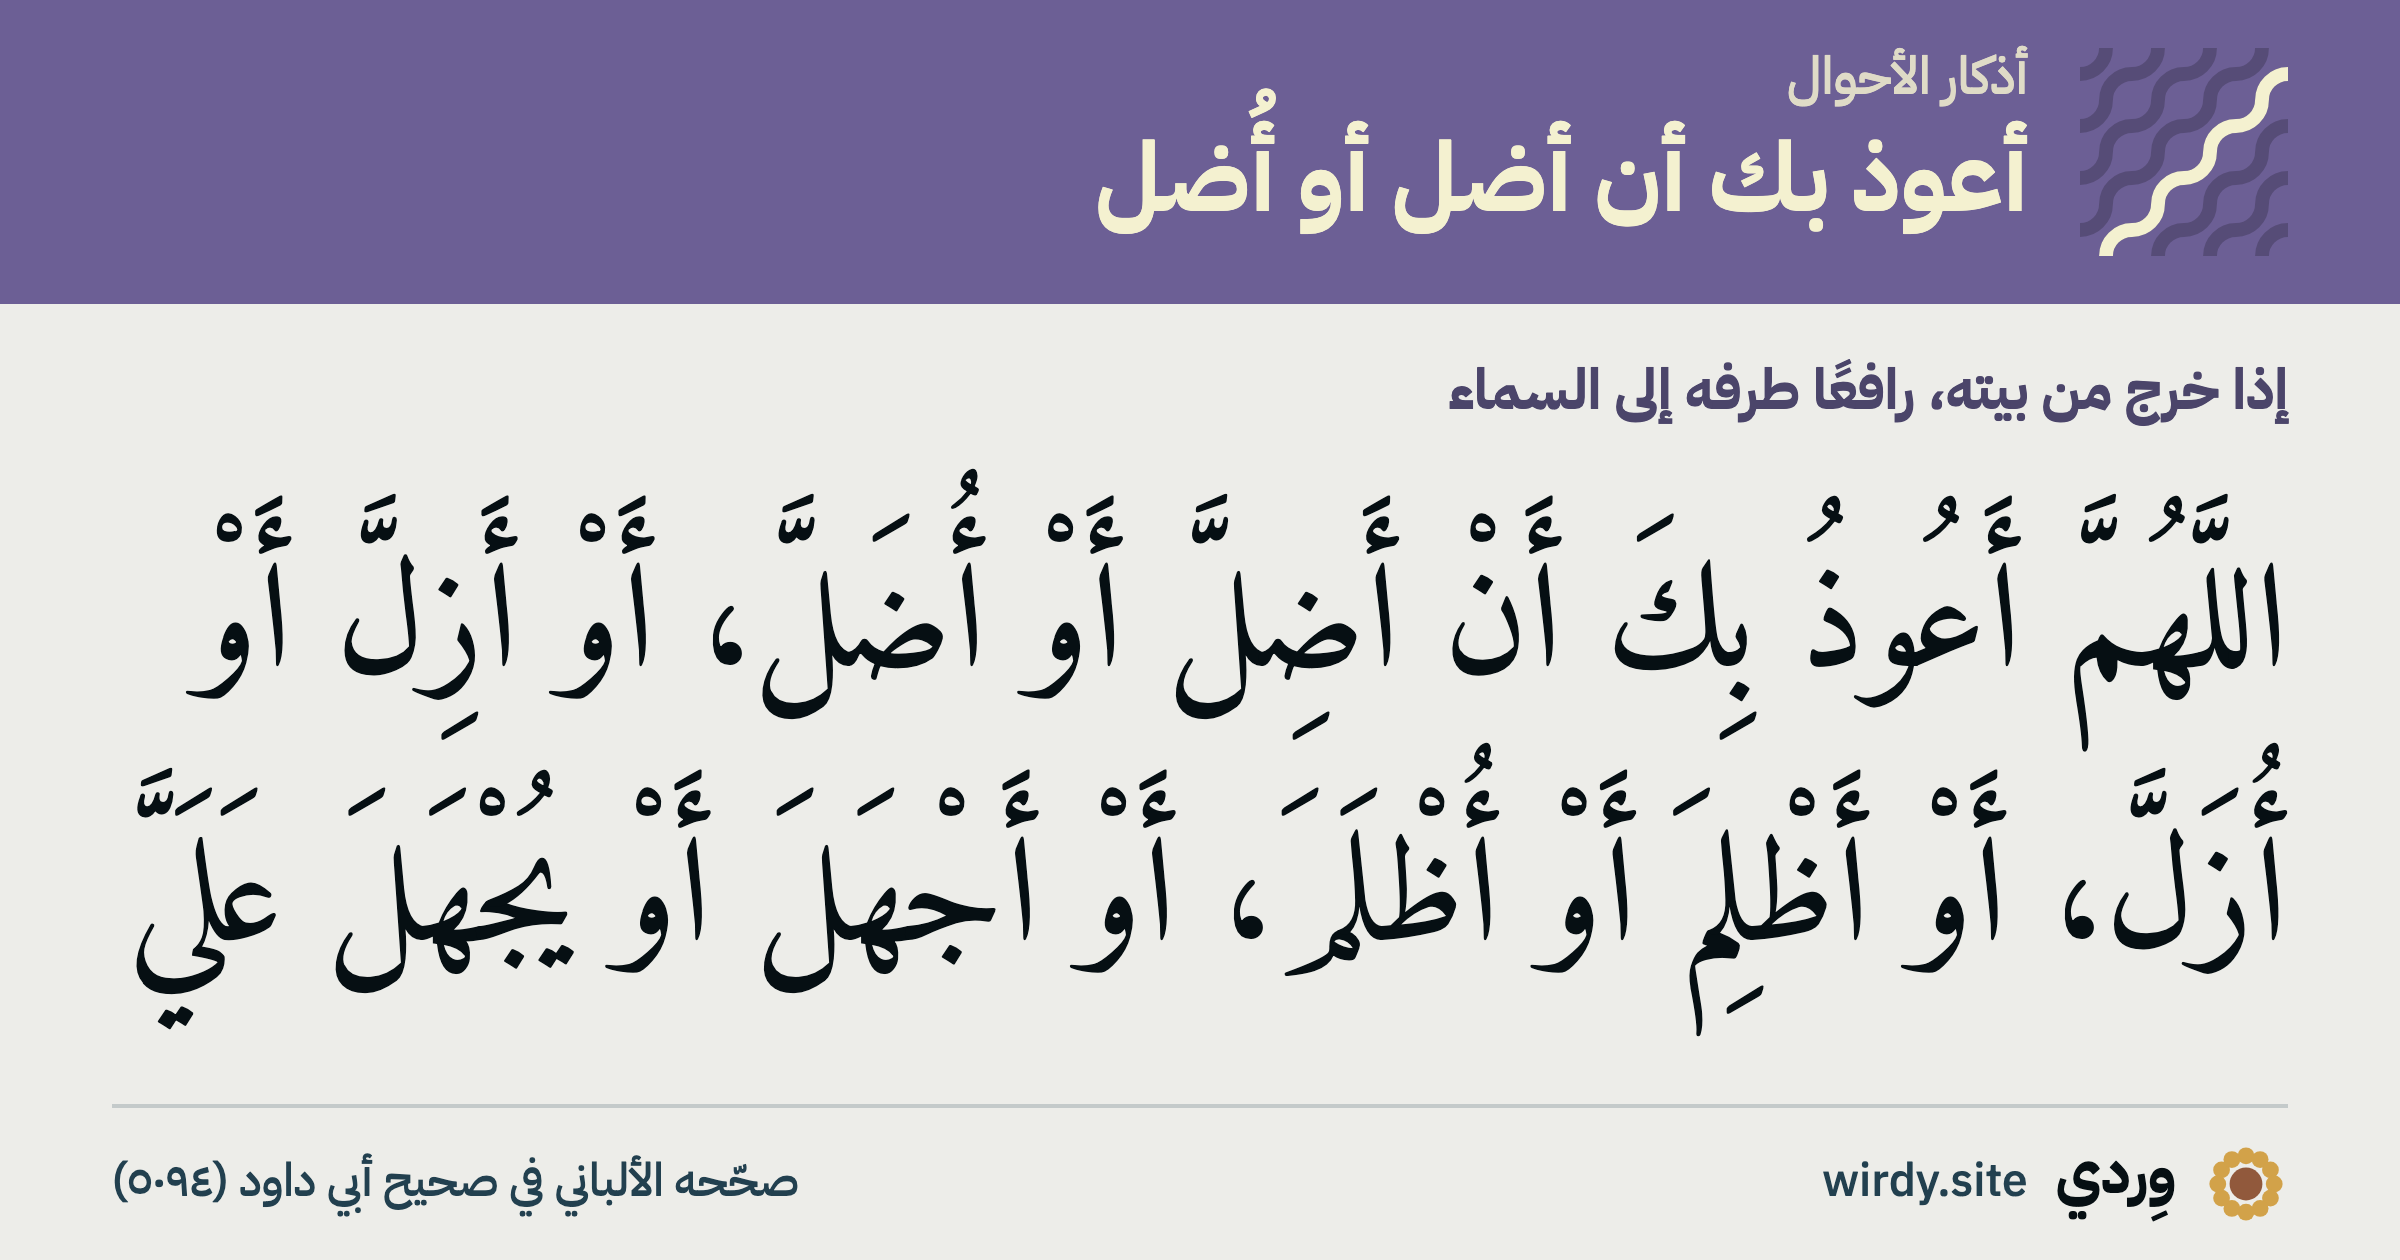 أذكار الأحوال
أعوذ بك أن أضل أو أُضل
إذا خرج من بيته، رافعًا طرفه إلى السماء
اللَّهُمَّ أَعُوذُ بِكَ أَنْ أَضِلَّ أَوْ أُضَلَّ، أَوْ أَزِلَّ أَوْ
أُزَلَّ، أَوْ أَظْلِمَ أَوْ أُظْلَمَ، أَوْ أَجْهَلَ أَوْ يُجْهَلَ عَلَيَّ
وِردي wirdy.site
صحّحه الألباني في صحيح أبي داود (٥٠٩٤)